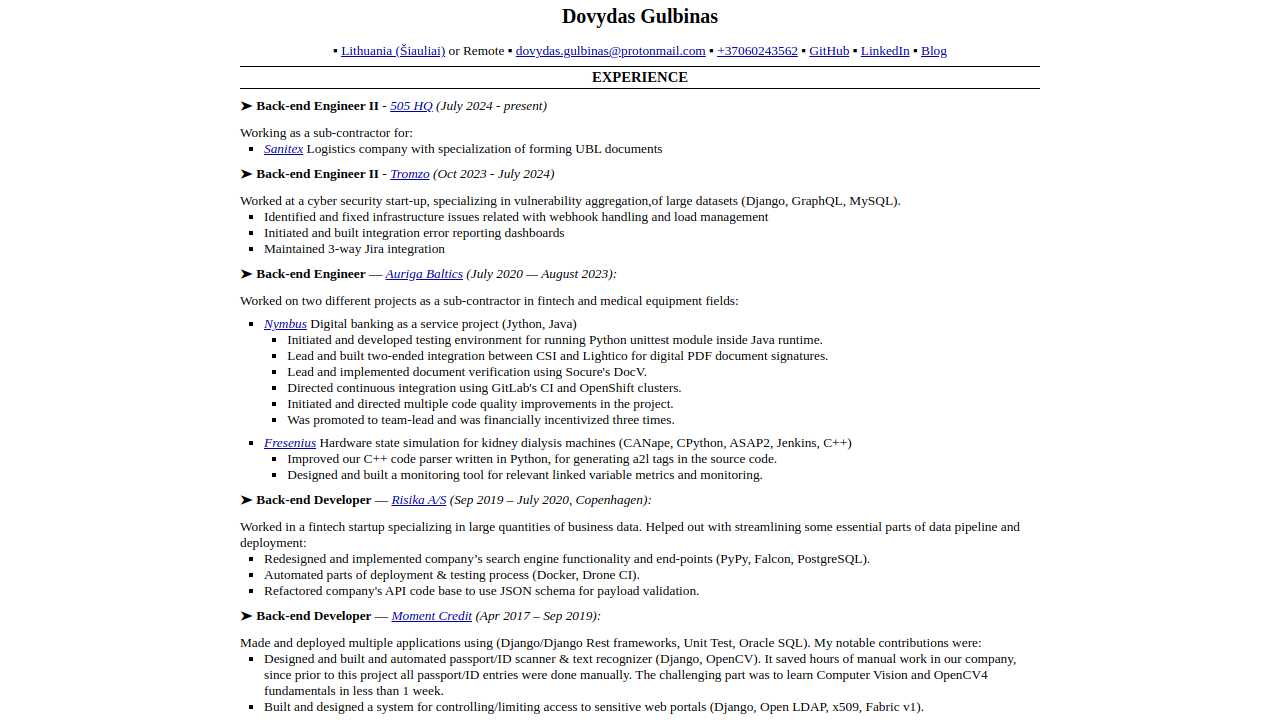 Dovydas Gulbinas
▪ Lithuania (Šiauliai) or Remote ▪ dovydas.gulbinas@protonmail.com ▪ +37060243562 ▪ GitHub ▪ LinkedIn ▪ Blog
EXPERIENCE
➤ Back-end Engineer II - 505 HQ (July 2024 - present)
Working as a sub-contractor for:
▪ Sanitex Logistics company with specialization of forming UBL documents
➤ Back-end Engineer II - Tromzo (Oct 2023 - July 2024)
Worked at a cyber security start-up, specializing in vulnerability aggregation,of large datasets (Django, GraphQL, MySQL).
▪ Identified and fixed infrastructure issues related with webhook handling and load management
▪ Initiated and built integration error reporting dashboards
▪ Maintained 3-way Jira integration
➤ Back-end Engineer — Auriga Baltics (July 2020 — August 2023):
Worked on two different projects as a sub-contractor in fintech and medical equipment fields:
▪ Nymbus Digital banking as a service project (Jython, Java)
▪ Initiated and developed testing environment for running Python unittest module inside Java runtime.
▪ Lead and built two-ended integration between CSI and Lightico for digital PDF document signatures.
▪ Lead and implemented document verification using Socure's DocV.
▪ Directed continuous integration using GitLab's CI and OpenShift clusters.
▪ Initiated and directed multiple code quality improvements in the project.
▪ Was promoted to team-lead and was financially incentivized three times.
▪ Fresenius Hardware state simulation for kidney dialysis machines (CANape, CPython, ASAP2, Jenkins, C++)
▪ Improved our C++ code parser written in Python, for generating a2l tags in the source code.
▪ Designed and built a monitoring tool for relevant linked variable metrics and monitoring.
➤ Back-end Developer — Risika A/S (Sep 2019 – July 2020, Copenhagen):
Worked in a fintech startup specializing in large quantities of business data. Helped out with streamlining some essential parts of data pipeline and
deployment:
▪ Redesigned and implemented company’s search engine functionality and end-points (PyPy, Falcon, PostgreSQL).
▪ Automated parts of deployment & testing process (Docker, Drone CI).
▪ Refactored company's API code base to use JSON schema for payload validation.
➤ Back-end Developer — Moment Credit (Apr 2017 – Sep 2019):
Made and deployed multiple applications using (Django/Django Rest frameworks, Unit Test, Oracle SQL). My notable contributions were:
▪ Designed and built and automated passport/ID scanner & text recognizer (Django, OpenCV). It saved hours of manual work in our company,
since prior to this project all passport/ID entries were done manually. The challenging part was to learn Computer Vision and OpenCV4
fundamentals in less than 1 week.
▪ Built and designed a system for controlling/limiting access to sensitive web portals (Django, Open LDAP, x509, Fabric v1).